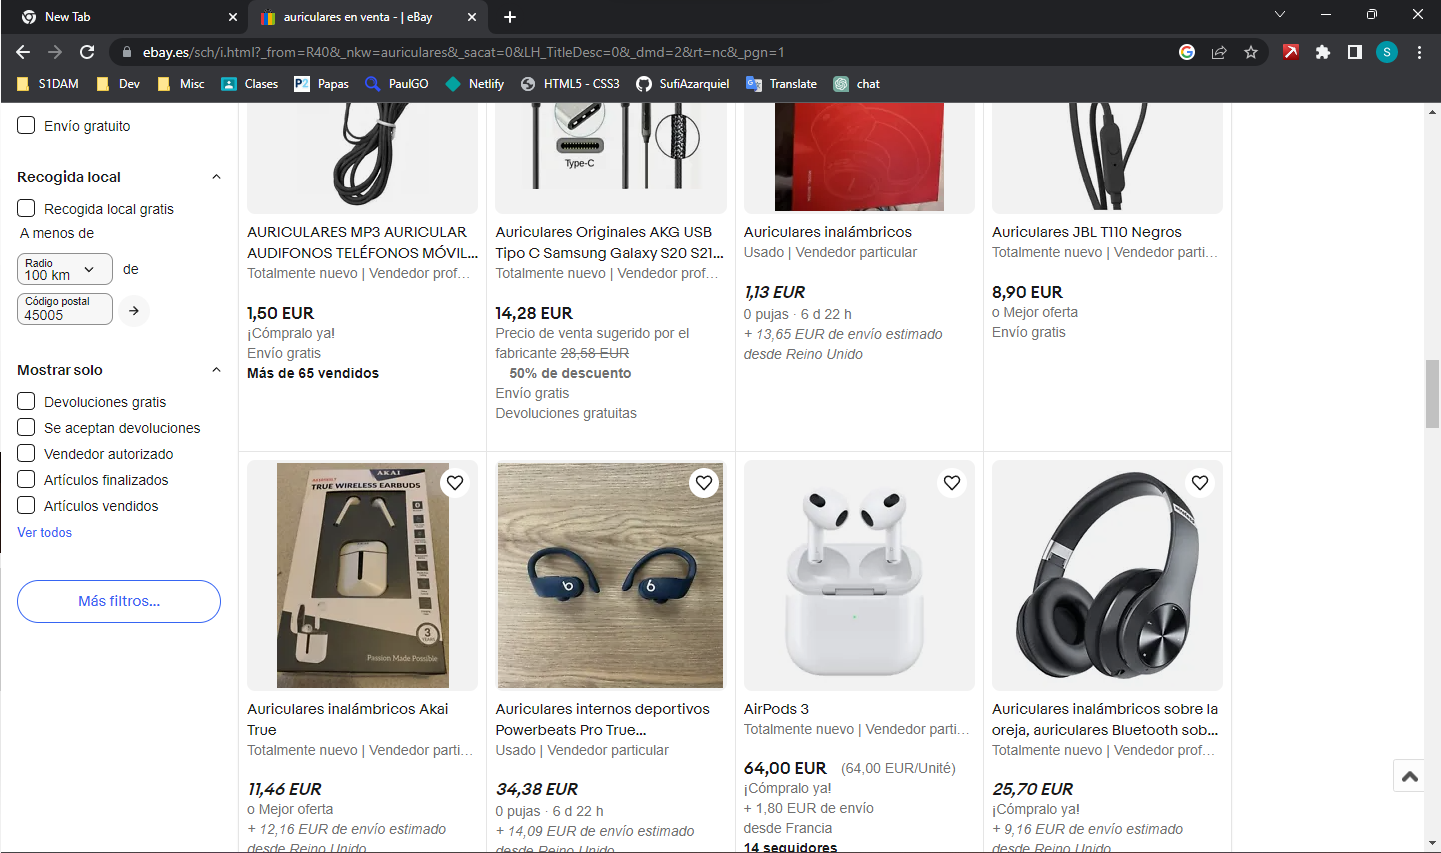 New Tab
auriculares en venta - | eBay
ebay.es/sch/i.html?_from=R40&_nkw=auriculares&_sacat=0&LH_TitleDesc=0&_dmd=2&rt=nc&_pgn=1
S
S1DAM
Dev
Misc
Clases
P2 Papas
PaulGO
Netlify
HTML5 - CSS3
SufiAzarquiel
Translate
chat
Envío gratuito
Recogida local
Recogida local gratis
A menos de
Radio
100 km
de
Código postal
45005
Mostrar solo
Devoluciones gratis
Se aceptan devoluciones
Vendedor autorizado
Artículos finalizados
Artículos vendidos
Ver todos
Más filtros...
AURICULARES MP3 AURICULAR
AUDIFONOS TELÉFONOS MÓVIL...
Totalmente nuevo | Vendedor prof...
1,50 EUR
¡Cómpralo ya!
Envío gratis
Más de 65 vendidos
Type-C
Auriculares Originales AKG USB
Tipo C Samsung Galaxy S20 S21...
Totalmente nuevo | Vendedor prof...
14,28 EUR
Precio de venta sugerido por el
fabricante 28,58 EUR
50% de descuento
Envío gratis
Devoluciones gratuitas
Auriculares inalámbricos
Usado | Vendedor particular
1,13 EUR
0 pujas · 6 d 22 h
+ 13,65 EUR de envío estimado
desde Reino Unido
Auriculares JBL T110 Negros
Totalmente nuevo | Vendedor parti...
8,90 EUR
o Mejor oferta
Envío gratis
AKAI
TRUE WIRELESS EARBUDS
3
YEARS
Passion Made Possible
Auriculares inalámbricos Akai
True
Totalmente nuevo | Vendedor parti...
11,46 EUR
o Mejor oferta
+ 12,16 EUR de envío estimado
desde Reino Unido
Auriculares internos deportivos
Powerbeats Pro True...
Usado | Vendedor particular
34,38 EUR
0 pujas · 6 d 22 h
+ 14,09 EUR de envío estimado
desde Reino Unido
AirPods 3
Totalmente nuevo | Vendedor parti...
64,00 EUR (64,00 EUR/Unité)
¡Cómpralo ya!
+ 1,80 EUR de envío
desde Francia
14 seguidores
Auriculares inalámbricos sobre la
oreja, auriculares Bluetooth sob...
Totalmente nuevo | Vendedor prof...
25,70 EUR
¡Cómpralo ya!
+ 9,16 EUR de envío estimado
desde Reino Unido